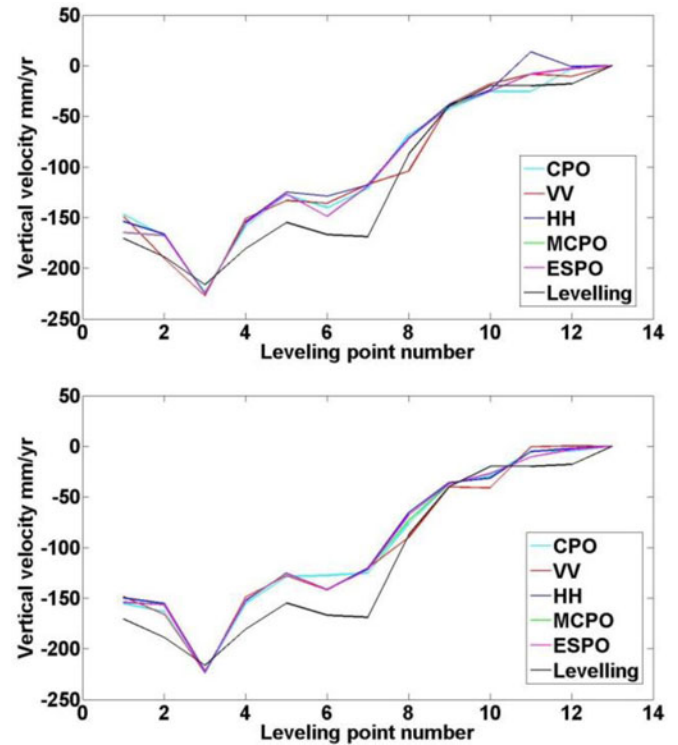 50
0
-50
-100
-150
-200
-250
Vertical velocity mm/yr
CPO
VV
HH
MCPO
ESPO
Levelling
0 2 4 6 8 10 12 14
Leveling point number
50
0
-50
-100
-150
-200
-250
Vertical velocity mm/yr
CPO
VV
HH
MCPO
ESPO
Levelling
0 2 4 6 8 10 12 14
Leveling point number